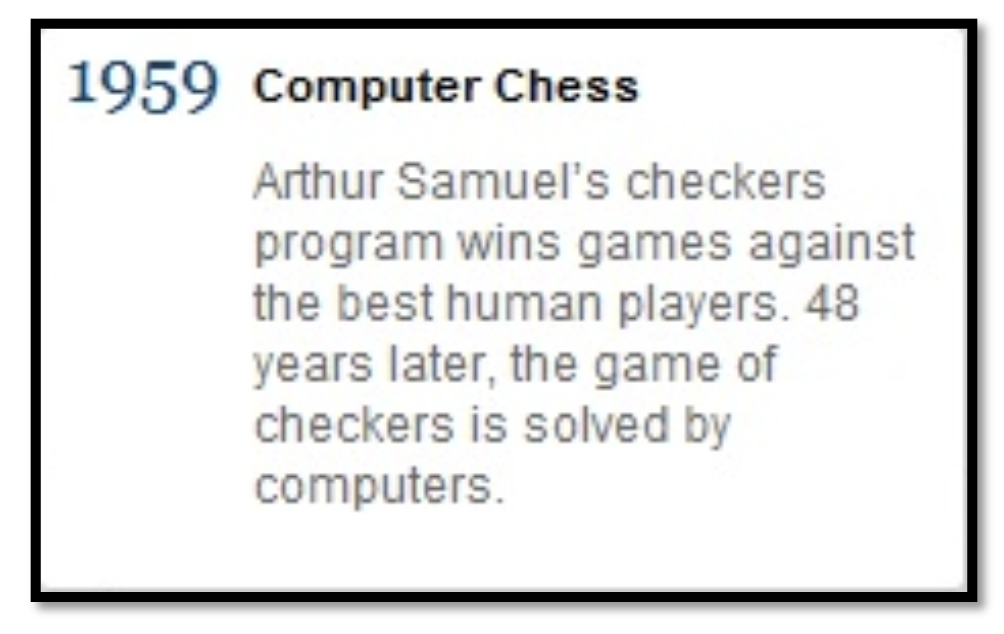 1959 Computer Chess
Arthur Samuel's checkers
program wins games against
the best human players. 48
years later, the game of
checkers is solved by
computers.